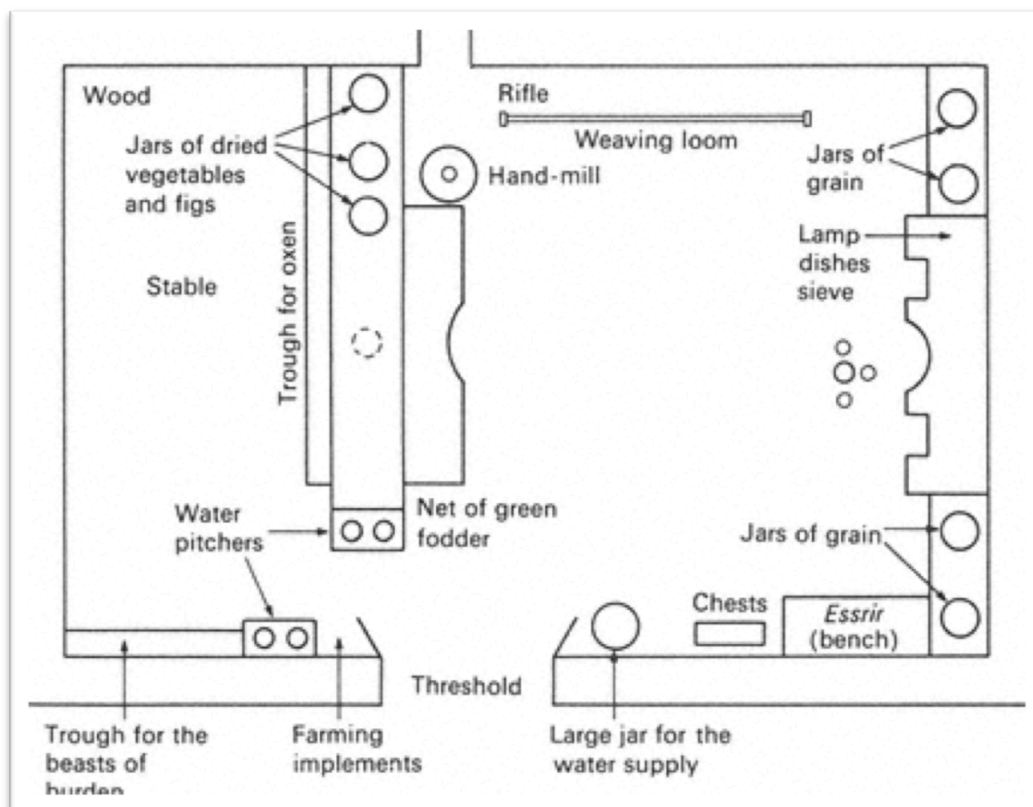 Wood
Rifle
Weaving loom
Jars of dried
vegetables
and figs
Hand-mill
Jars of
grain
Lamp
dishes
sieve
Stable
Trough for oxen
Water
pitchers
Net of green
fodder
Jars of grain
Chests
Essrir
(bench)
Threshold
Trough for the
beasts of
burden
Farming
implements
Large jar for the
water supply